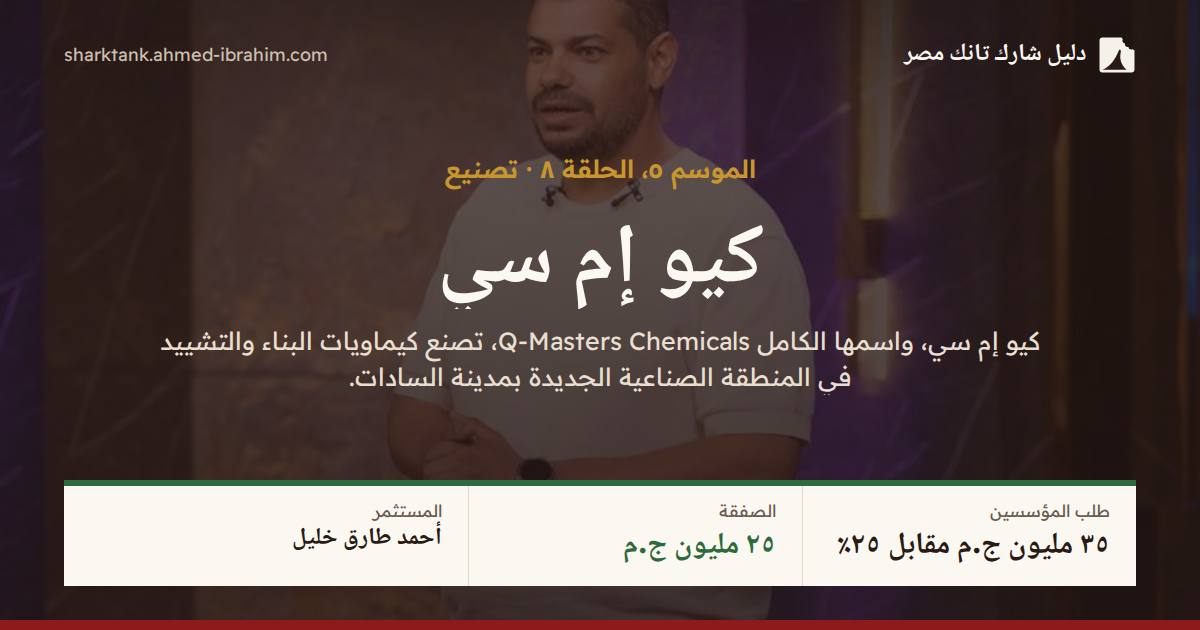 دليل شارك تانك مصر
sharktank.ahmed-ibrahim.com
الموسم ٥، الحلقة ٨ · تصنيع
كيو إم سي
كيو إم سي، واسمها الكامل Q-Masters Chemicals، تصنع كيماويات البناء والتشييد
في المنطقة الصناعية الجديدة بمدينة السادات.
طلب المؤسسين
٣٥ مليون ج.م مقابل ٢٥٪
الصفقة
٢٥ مليون ج.م
المستثمر
أحمد طارق خليل